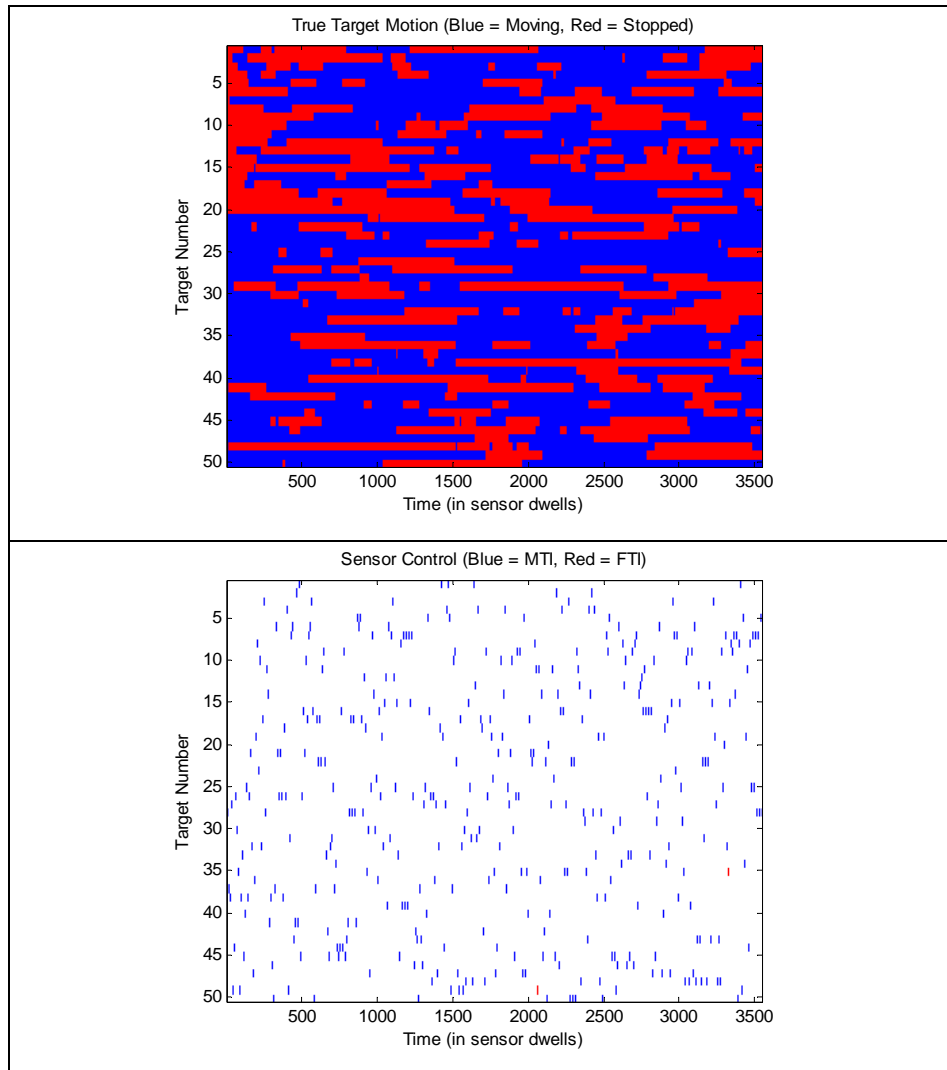 True Target Motion (Blue = Moving, Red = Stopped)
5
10
15
20
25
30
35
40
45
50
Target Number
500 1000 1500 2000 2500 3000 3500
Time (in sensor dwells)
Sensor Control (Blue = MTI, Red = FTI)
5
10
15
20
25
30
35
40
45
50
Target Number
500 1000 1500 2000 2500 3000 3500
Time (in sensor dwells)